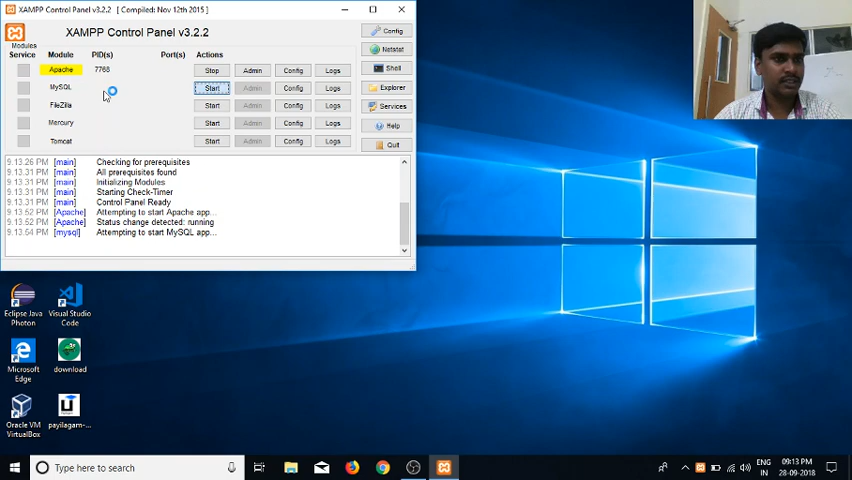 XAMPP Control Panel v3.2.2 [ Compiled: Nov 12th 2015 ]
XAMPP Control Panel v3.2.2
Modules
Service Module PID(s) Port(s) Actions
Apache 7768 Stop Admin Config Logs
MySQL Start Admin Config Logs
FileZilla Start Admin Config Logs
Mercury Start Admin Config Logs
Tomcat Start Admin Config Logs
Config
Netstat
Shell
Explorer
Services
Help
Quit
9.13.26 PM [main] Checking for prerequisites
9.13.31 PM [main] All prerequisites found
9.13.31 PM [main] Initializing Modules
9.13.31 PM [main] Starting Check-Timer
9.13.31 PM [main] Control Panel Ready
9.13.52 PM [Apache] Attempting to start Apache app...
9.13.52 PM [Apache] Status change detected: running
9.13.54 PM [mysql] Attempting to start MySQL app...
Eclipse Java
Photon
Visual Studio
Code
Microsoft
Edge
download
Oracle VM
VirtualBox
payilagam-...
Type here to search
ENG
IN
09:13 PM
28-09-2018